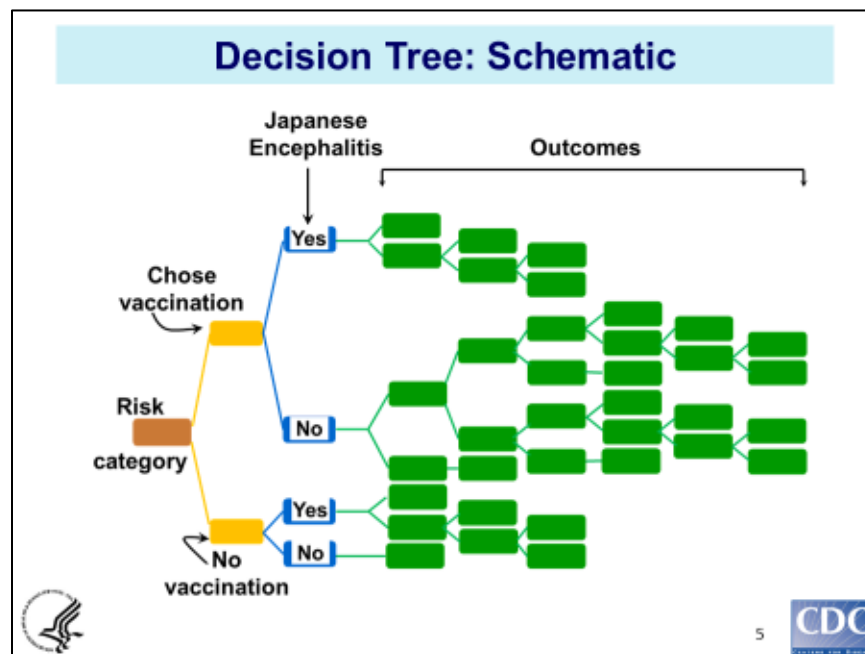 Decision Tree: Schematic
Japanese
Encephalitis
Outcomes
Yes
Chose
vaccination
Risk
category
No
Yes
No
No
vaccination
5
CDC